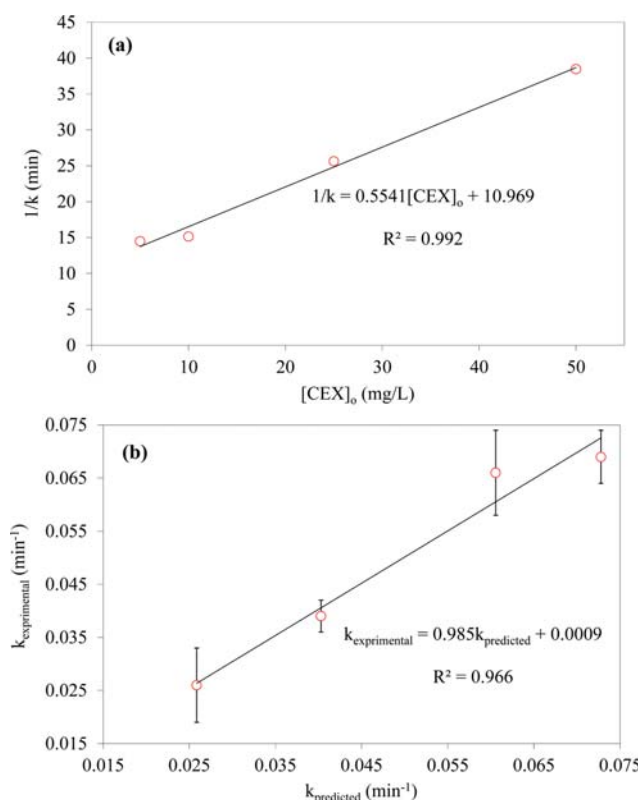 (a)
45
40
35
30
25
20
15
10
5
0
1/k (min)
1/k = 0.5541[CEX]o + 10.969
R² = 0.992
0 10 20 30 40 50
[CEX]o (mg/L)
(b)
0.075
0.065
0.055
0.045
0.035
0.025
0.015
kexprimental (min-1)
kexprimental = 0.985kpredicted + 0.0009
R² = 0.966
0.015 0.025 0.035 0.045 0.055 0.065 0.075
kpredicted (min-1)